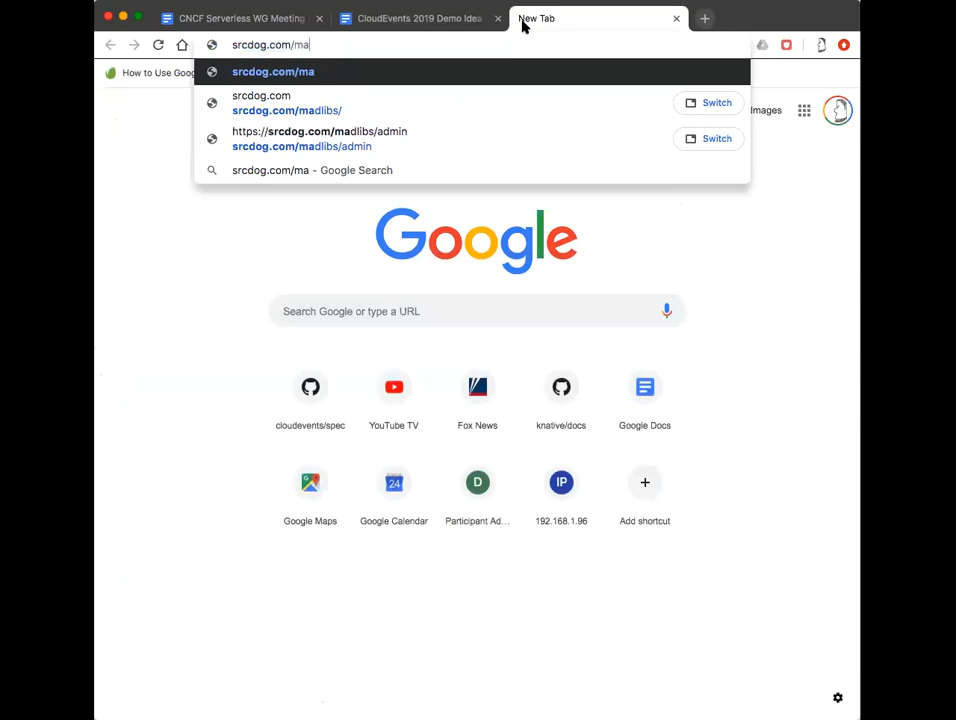 CNCF Serverless WG Meeting
CloudEvents 2019 Demo Idea
New Tab
srcdog.com/ma
How to Use Goog
srcdog.com/ma
srcdog.com
srcdog.com/madlibs/
Switch
https://srcdog.com/madlibs/admin
srcdog.com/madlibs/admin
Switch
srcdog.com/ma - Google Search
Images
Google
Search Google or type a URL
cloudevents/spec
YouTube TV
Fox News
knative/docs
Google Docs
24
D
IP
Google Maps
Google Calendar
Participant Ad...
192.168.1.96
Add shortcut